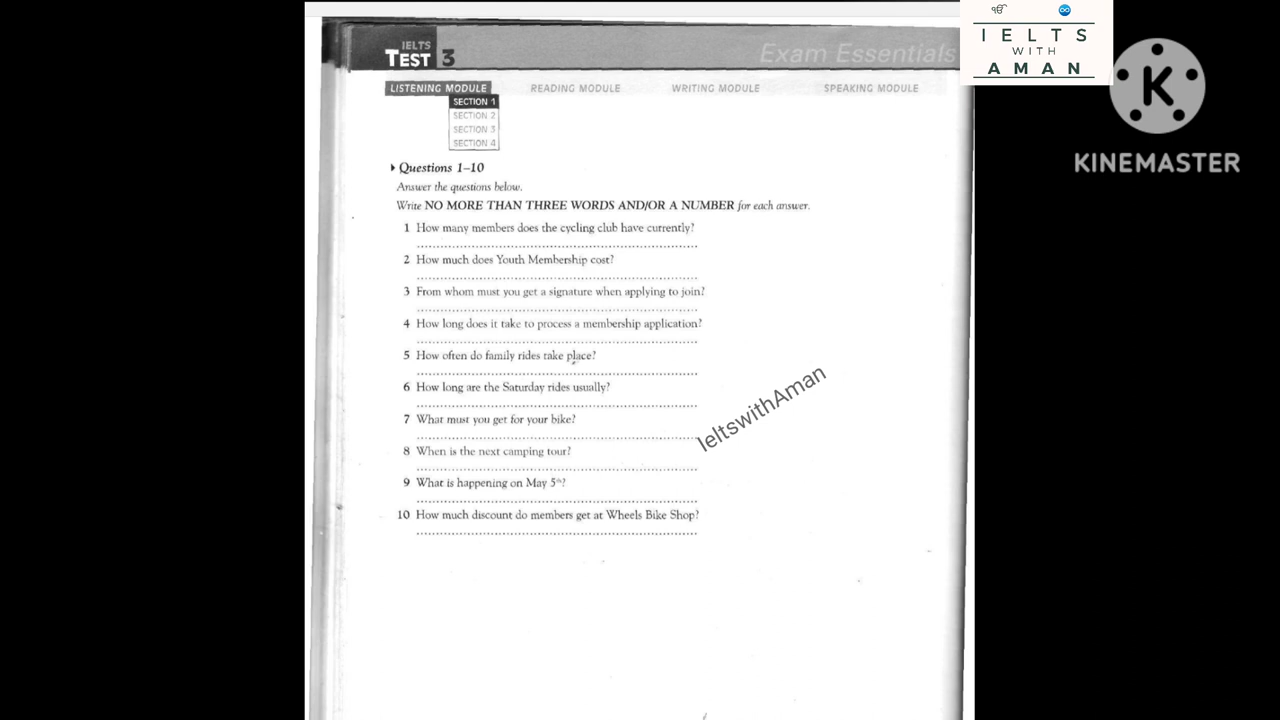 ੴ
IELTS
WITH
AMAN
K
KINEMASTER
IELTS
TEST 3
Exam Essentials
LISTENING MODULE READING MODULE WRITING MODULE SPEAKING MODULE
SECTION 1
SECTION 2
SECTION 3
SECTION 4
Questions 1–10
Answer the questions below.
Write NO MORE THAN THREE WORDS AND/OR A NUMBER for each answer.
1 How many members does the cycling club have currently?
2 How much does Youth Membership cost?
3 From whom must you get a signature when applying to join?
4 How long does it take to process a membership application?
5 How often do family rides take place?
6 How long are the Saturday rides usually?
7 What must you get for your bike?
8 When is the next camping tour?
9 What is happening on May 5th?
10 How much discount do members get at Wheels Bike Shop?
IeltswithAman